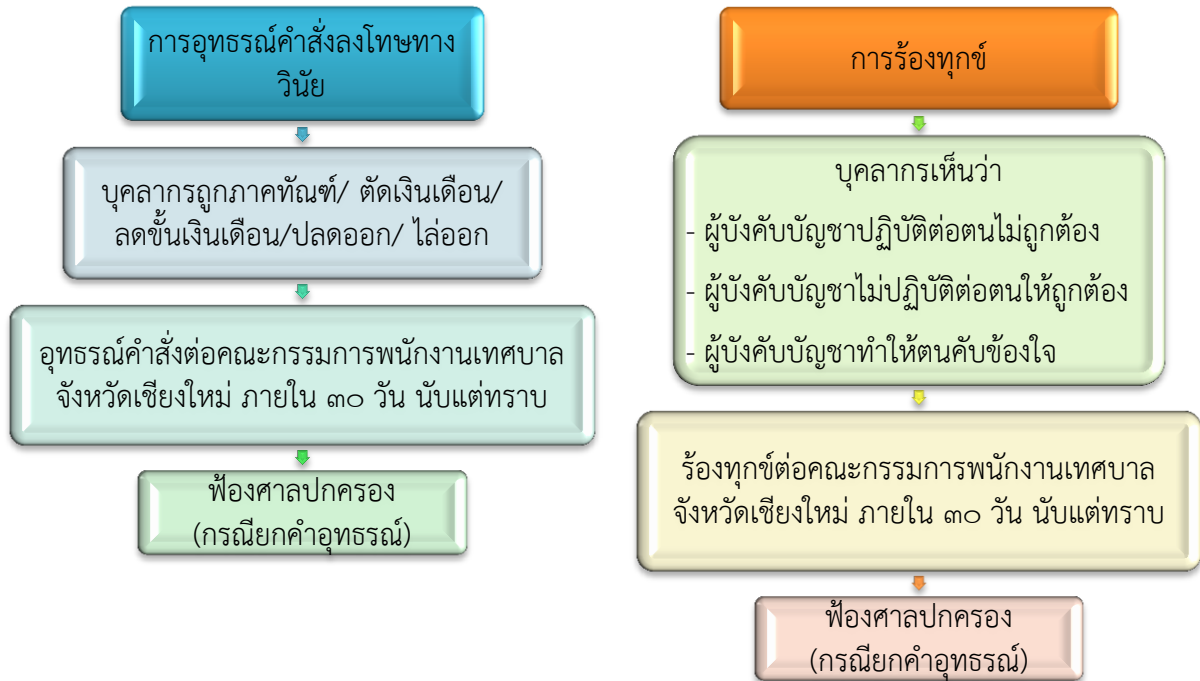 การอุทธรณ์คำสั่งลงโทษทาง
วินัย
บุคลากรถูกภาคทัณฑ์/ ตัดเงินเดือน/
ลดขั้นเงินเดือน/ปลดออก/ ไล่ออก
อุทธรณ์คำสั่งต่อคณะกรรมการพนักงานเทศบาล
จังหวัดเชียงใหม่ ภายใน ๓๐ วัน นับแต่ทราบ
ฟ้องศาลปกครอง
(กรณียกคำอุทธรณ์)
การร้องทุกข์
บุคลากรเห็นว่า
- ผู้บังคับบัญชาปฏิบัติต่อตนไม่ถูกต้อง
- ผู้บังคับบัญชาไม่ปฏิบัติต่อตนให้ถูกต้อง
- ผู้บังคับบัญชาทำให้ตนคับข้องใจ
ร้องทุกข์ต่อคณะกรรมการพนักงานเทศบาล
จังหวัดเชียงใหม่ ภายใน ๓๐ วัน นับแต่ทราบ
ฟ้องศาลปกครอง
(กรณียกคำอุทธรณ์)